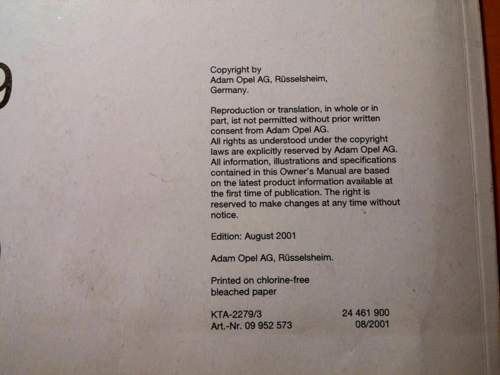 9
Copyright by
Adam Opel AG, Rüsselsheim,
Germany.
Reproduction or translation, in whole or in
part, ist not permitted without prior written
consent from Adam Opel AG.
All rights as understood under the copyright
laws are explicitly reserved by Adam Opel AG.
All information, illustrations and specifications
contained in this Owner's Manual are based
on the latest product information available at
the first time of publication. The right is
reserved to make changes at any time without
notice.
Edition: August 2001
Adam Opel AG, Rüsselsheim.
Printed on chlorine-free
bleached paper
KTA-2279/3 24 461 900
Art.-Nr. 09 952 573 08/2001